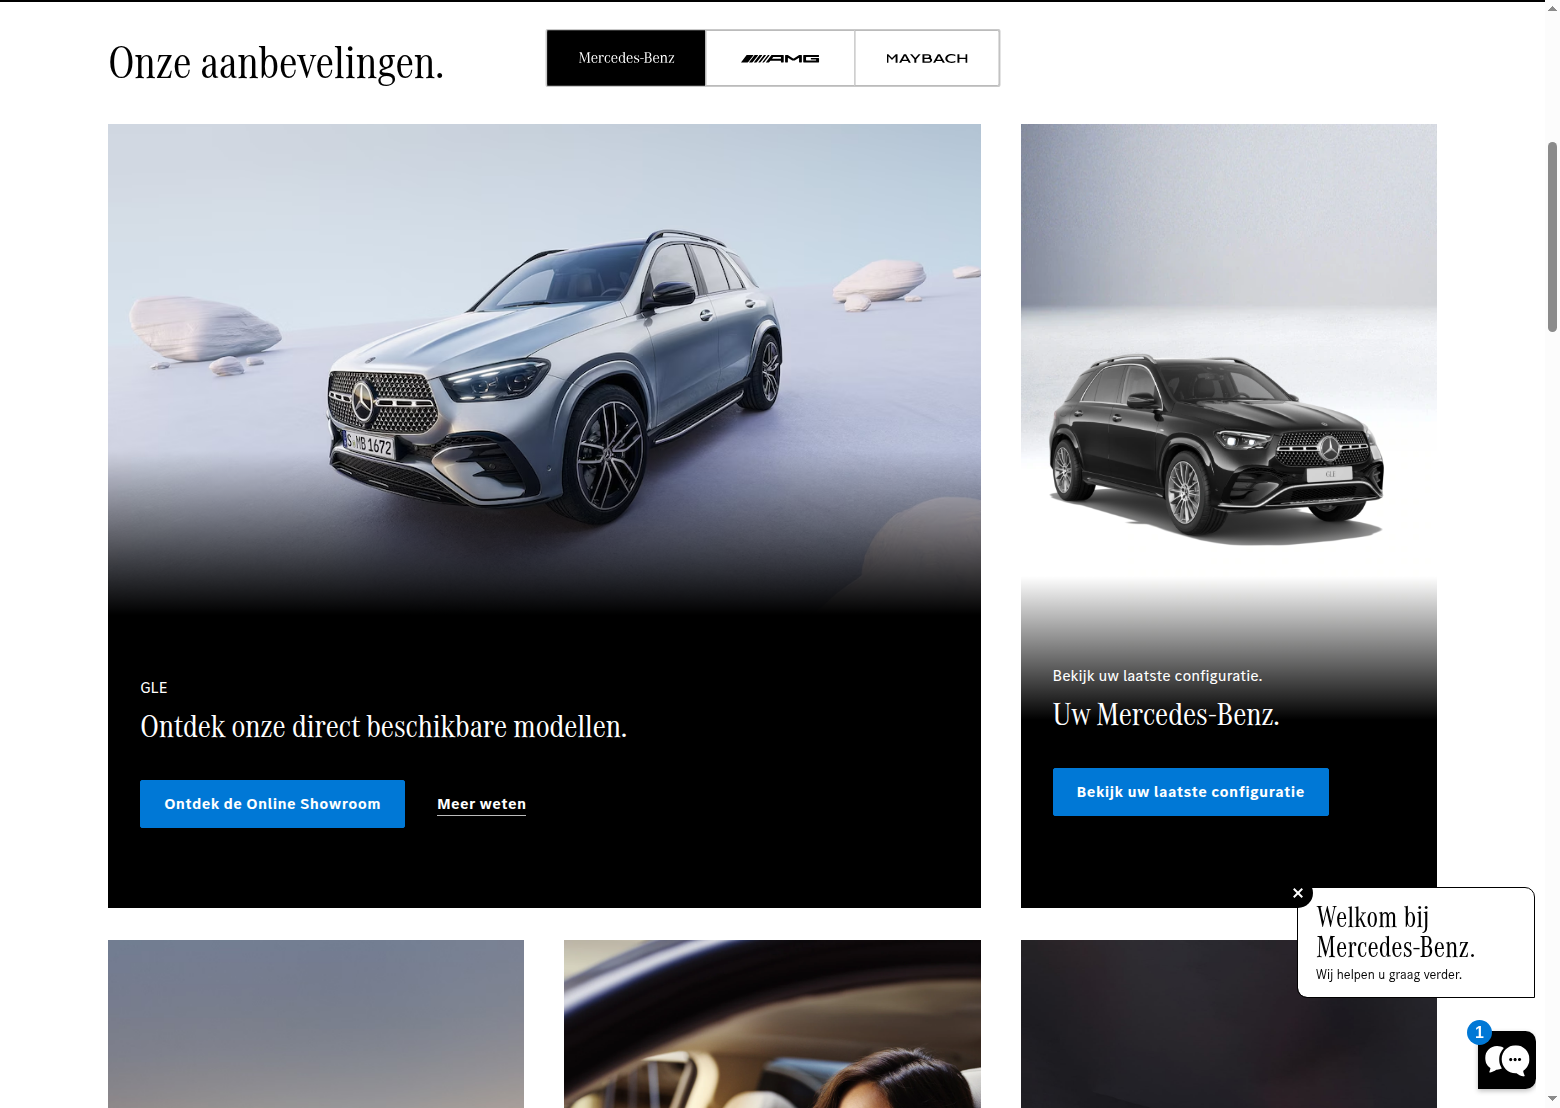 Onze aanbevelingen.
Mercedes-Benz
AMG
MAYBACH
S MB 1672
GLE
GLE
Ontdek onze direct beschikbare modellen.
Ontdek de Online Showroom
Meer weten
Bekijk uw laatste configuratie.
Uw Mercedes-Benz.
Bekijk uw laatste configuratie
Welkom bij
Mercedes-Benz.
Wij helpen u graag verder.
1